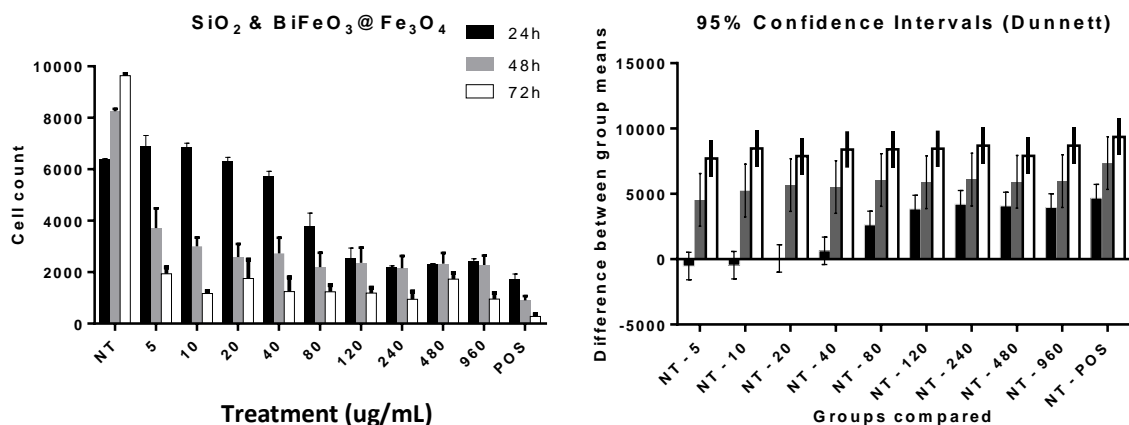 SiO2 & BiFeO3@Fe3O4
24h
48h
72h
Cell count
10000
8000
6000
4000
2000
0
NT
5
10
20
40
80
120
240
480
960
POS
Treatment (ug/mL)
95% Confidence Intervals (Dunnett)
Difference between group means
15000
10000
5000
0
-5000
NT-5
NT-10
NT-20
NT-40
NT-80
NT-120
NT-240
NT-480
NT-960
NT-POS
Groups compared